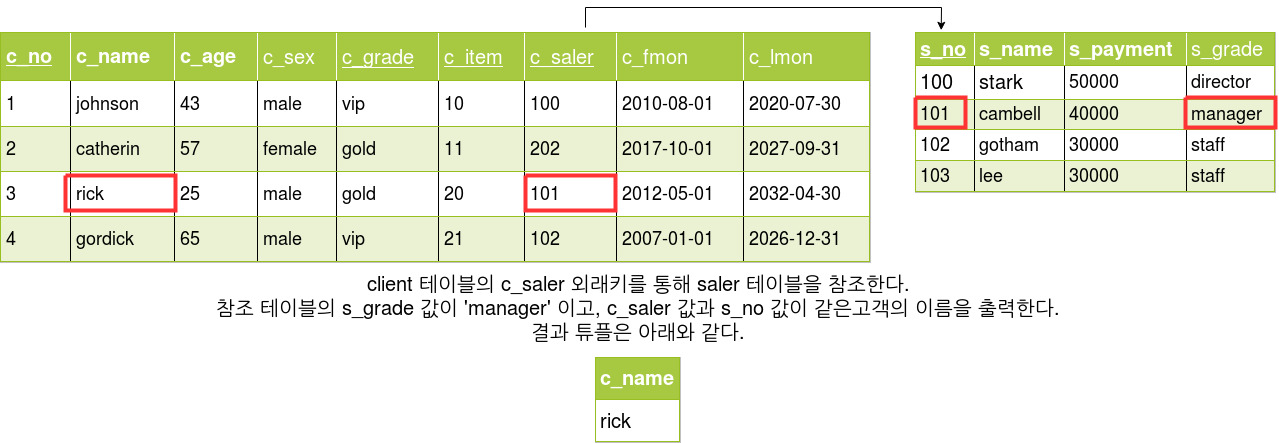 c_no c_name c_age c_sex c_grade c_item c_saler c_fmon c_lmon
1 johnson 43 male vip 10 100 2010-08-01 2020-07-30
2 catherin 57 female gold 11 202 2017-10-01 2027-09-31
3 rick 25 male gold 20 101 2012-05-01 2032-04-30
4 gordick 65 male vip 21 102 2007-01-01 2026-12-31
s_no s_name s_payment s_grade
100 stark 50000 director
101 cambell 40000 manager
102 gotham 30000 staff
103 lee 30000 staff
client 테이블의 c_saler 외래키를 통해 saler 테이블을 참조한다.
참조 테이블의 s_grade 값이 'manager' 이고, c_saler 값과 s_no 값이 같은고객의 이름을 출력한다.
결과 튜플은 아래와 같다.
c_name
rick